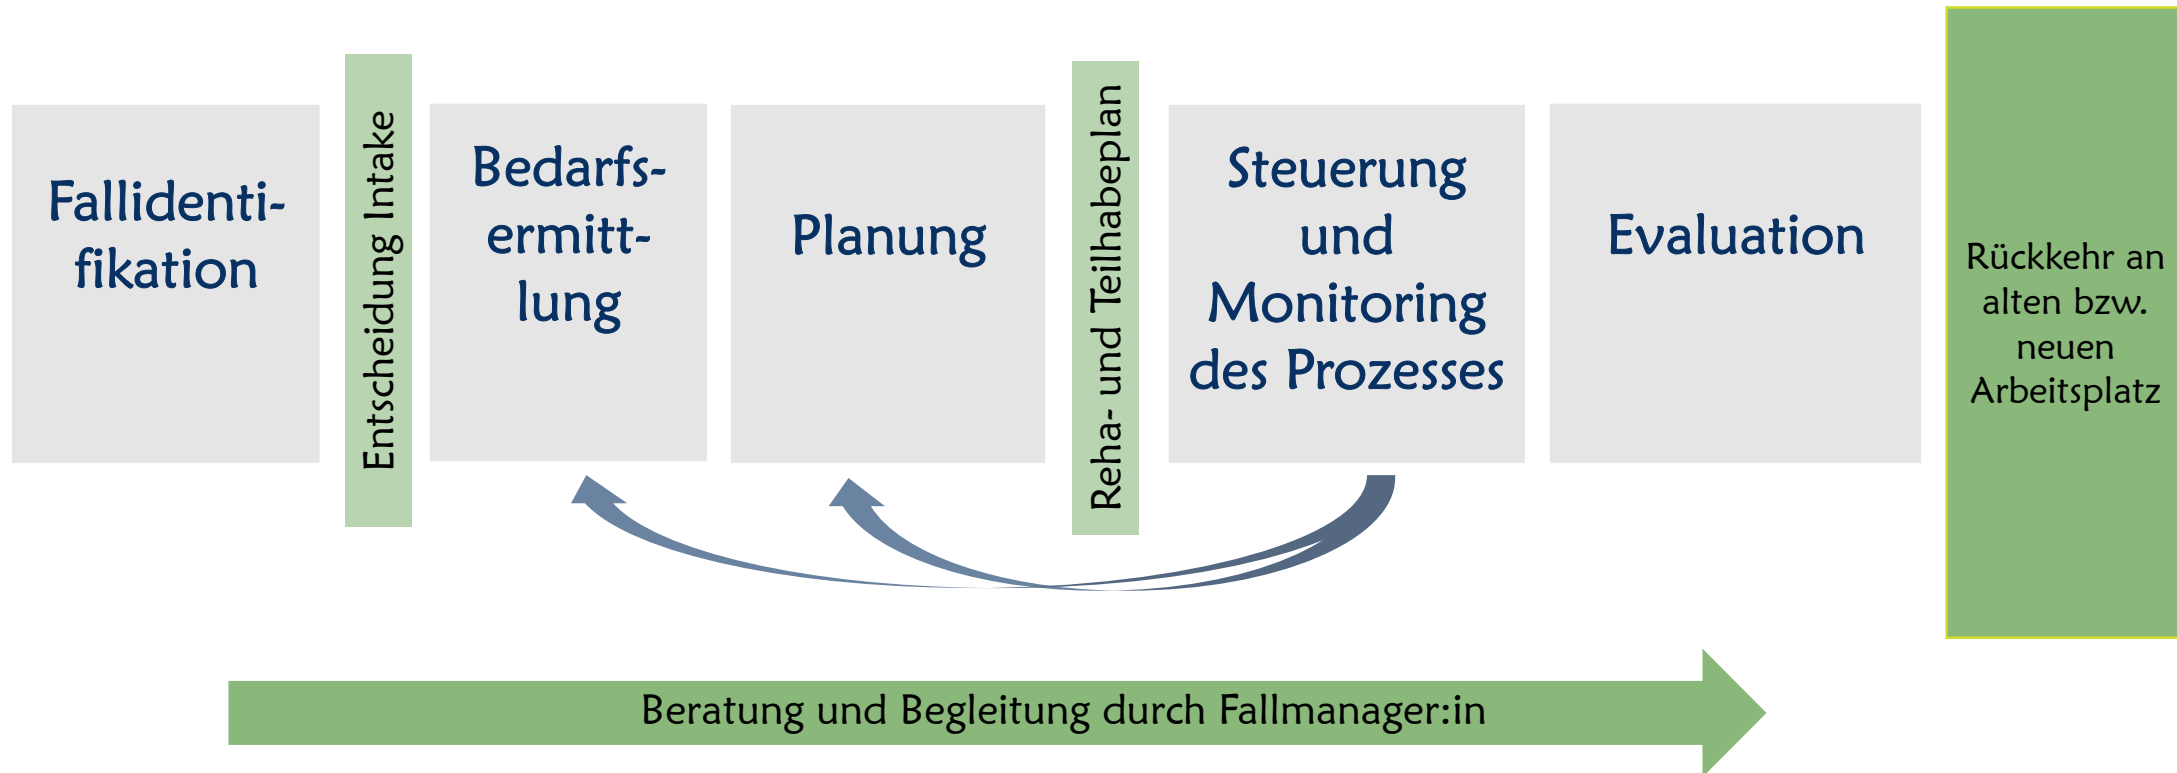 Fallidenti-
fikation
Entscheidung Intake
Bedarfs-
ermitt-
lung
Planung
Reha- und Teilhabeplan
Steuerung
und
Monitoring
des Prozesses
Evaluation
Rückkehr an
alten bzw.
neuen
Arbeitsplatz
Beratung und Begleitung durch Fallmanager:in